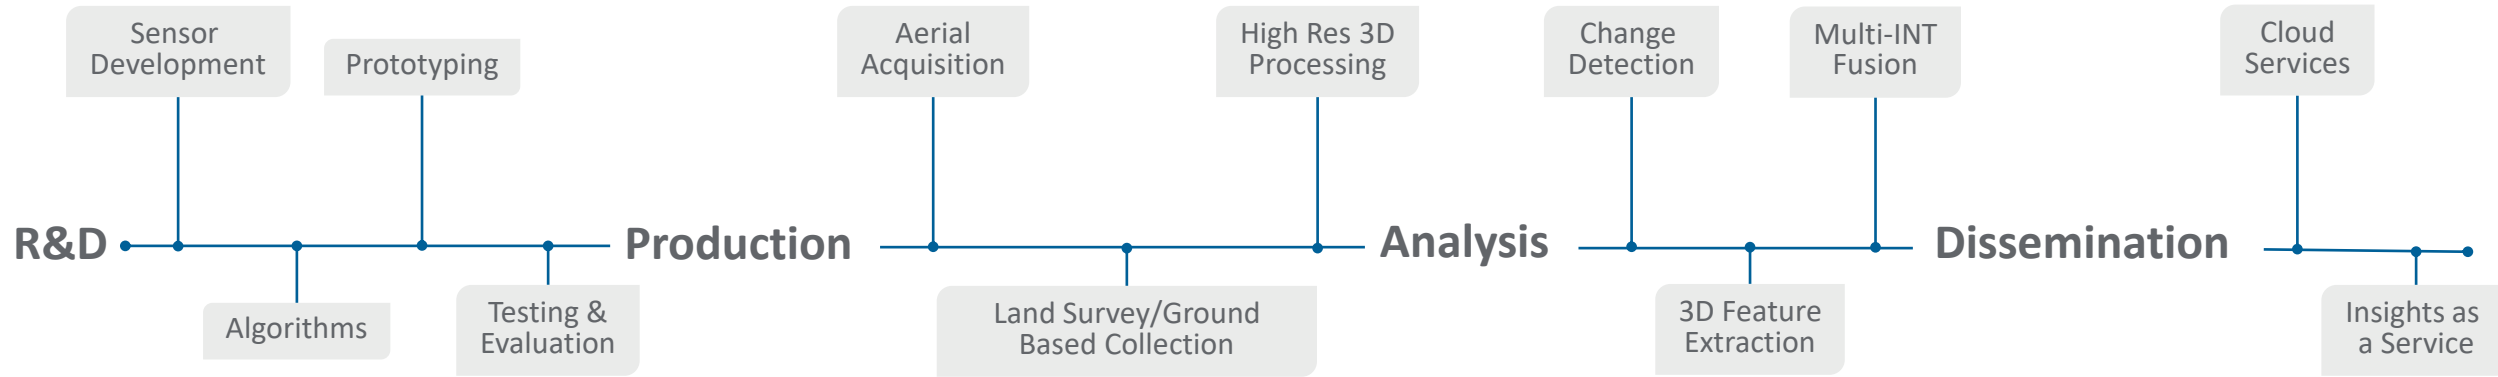 R&D
Sensor
Development
Algorithms
Prototyping
Testing &
Evaluation
Production
Aerial
Acquisition
Land Survey/Ground
Based Collection
High Res 3D
Processing
Analysis
Change
Detection
3D Feature
Extraction
Multi-INT
Fusion
Dissemination
Cloud
Services
Insights as
a Service